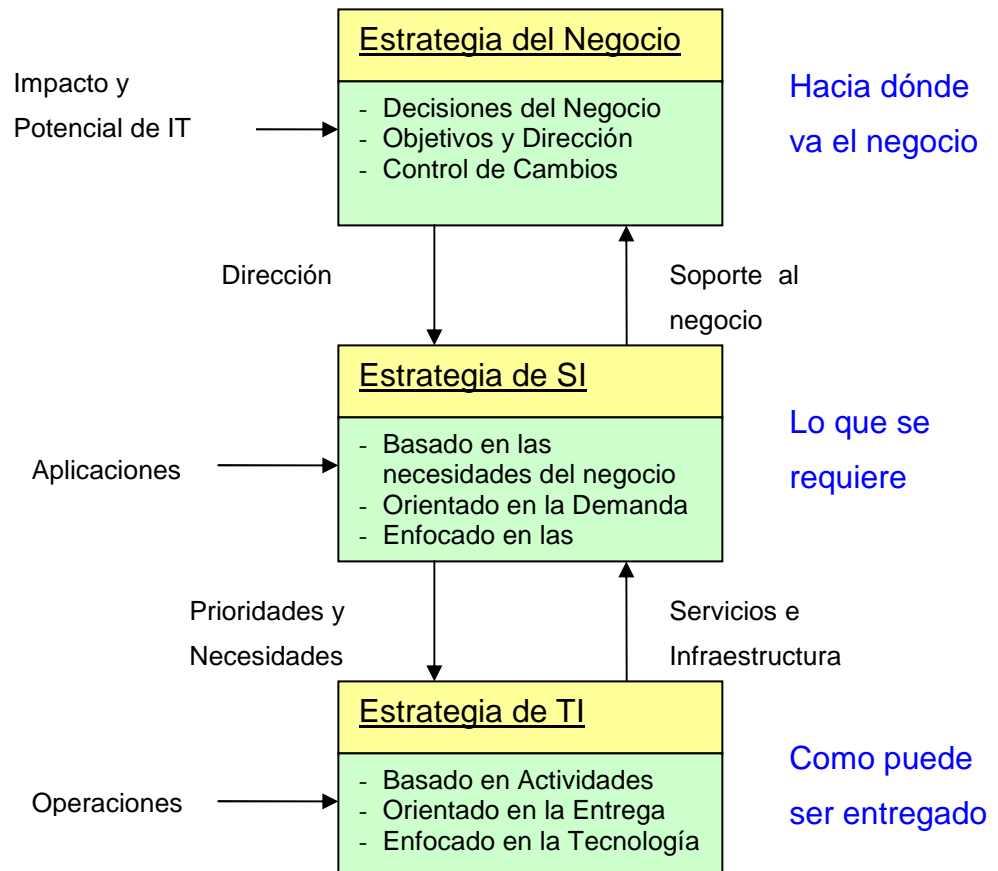 Estrategia del Negocio
Impacto y
Potencial de IT
- Decisiones del Negocio
- Objetivos y Dirección
- Control de Cambios
Hacia dónde
va el negocio
Dirección
Soporte al
negocio
Estrategia de SI
Aplicaciones
- Basado en las
necesidades del negocio
- Orientado en la Demanda
- Enfocado en las
Lo que se
requiere
Prioridades y
Necesidades
Servicios e
Infraestructura
Estrategia de TI
Operaciones
- Basado en Actividades
- Orientado en la Entrega
- Enfocado en la Tecnología
Como puede
ser entregado